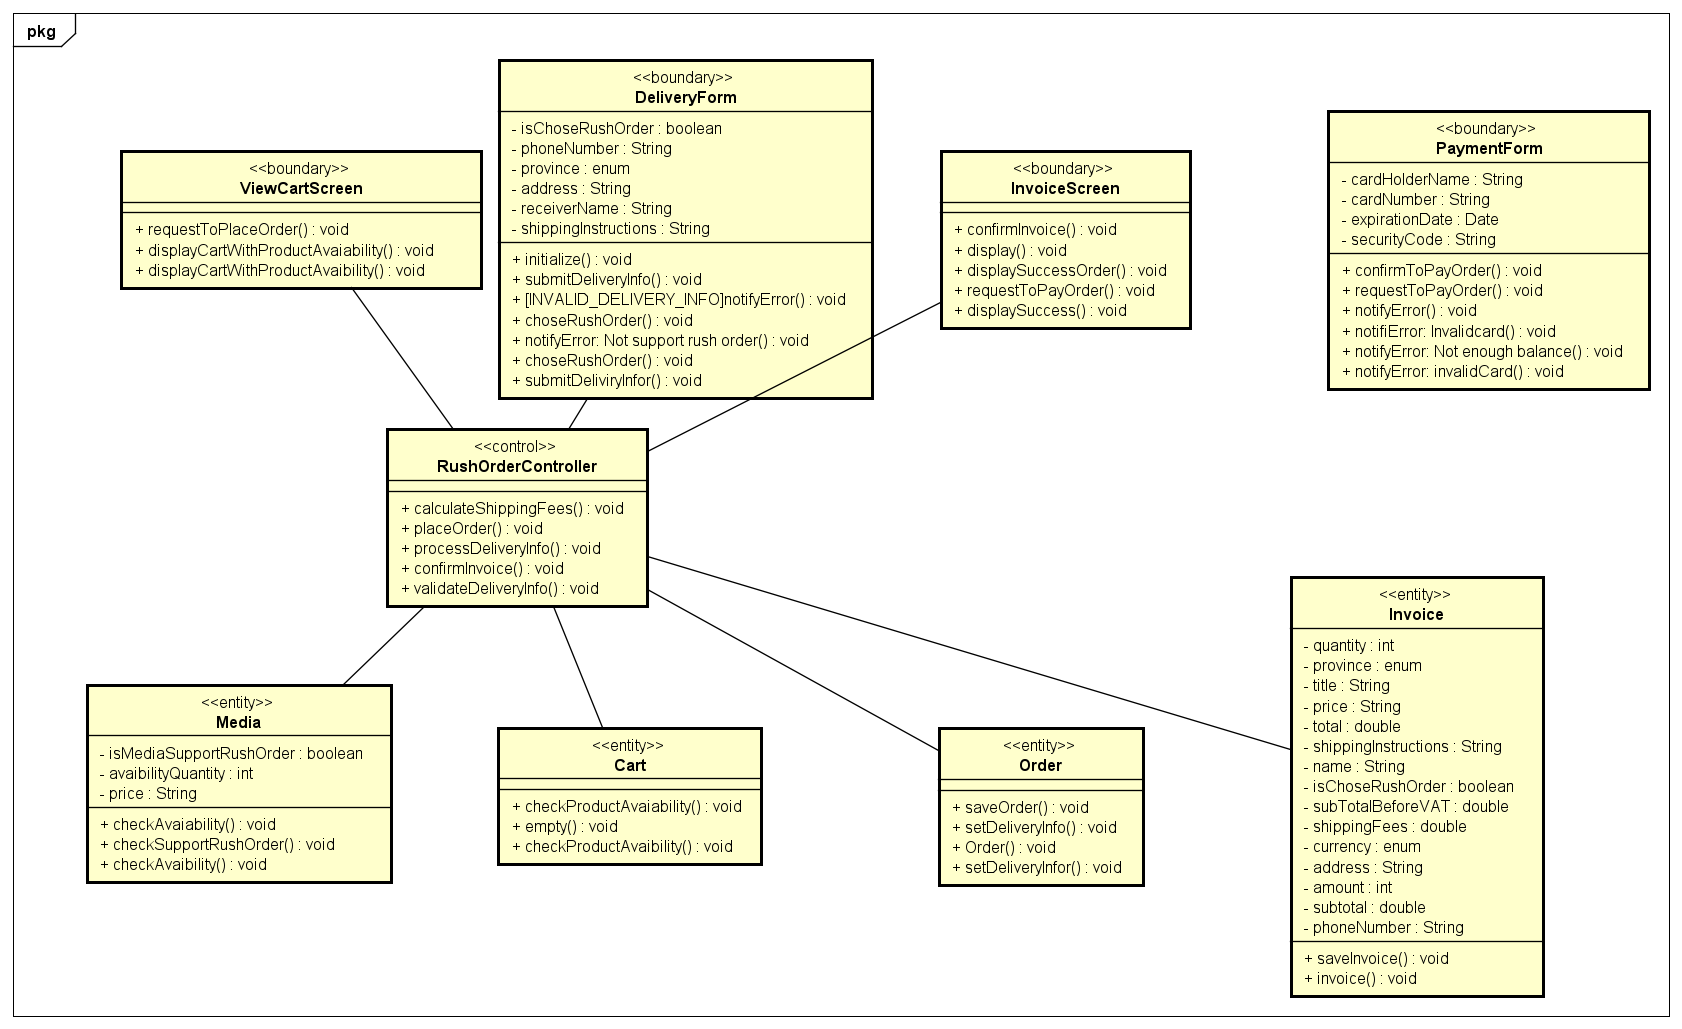 pkg
<<boundary>>
ViewCartScreen
+ requestToPlaceOrder() : void
+ displayCartWithProductAvaiability() : void
+ displayCartWithProductAvaibility() : void
<<boundary>>
DeliveryForm
- isChoseRushOrder : boolean
- phoneNumber : String
- province : enum
- address : String
- receiverName : String
- shippingInstructions : String
+ initialize() : void
+ submitDeliveryInfo() : void
+ [INVALID_DELIVERY_INFO]notifyError() : void
+ choseRushOrder() : void
+ notifyError: Not support rush order() : void
+ choseRushOrder() : void
+ submitDeliviryInfor() : void
<<boundary>>
InvoiceScreen
+ confirmInvoice() : void
+ display() : void
+ displaySuccessOrder() : void
+ requestToPayOrder() : void
+ displaySuccess() : void
<<boundary>>
PaymentForm
- cardHolderName : String
- cardNumber : String
- expirationDate : Date
- securityCode : String
+ confirmToPayOrder() : void
+ requestToPayOrder() : void
+ notifyError() : void
+ notifiError: Invalidcard() : void
+ notifyError: Not enough balance() : void
+ notifyError: invalidCard() : void
<<control>>
RushOrderController
+ calculateShippingFees() : void
+ placeOrder() : void
+ processDeliveryInfo() : void
+ confirmInvoice() : void
+ validateDeliveryInfo() : void
<<entity>>
Media
- isMediaSupportRushOrder : boolean
- avaibilityQuantity : int
- price : String
+ checkAvaiability() : void
+ checkSupportRushOrder() : void
+ checkAvaibility() : void
<<entity>>
Cart
+ checkProductAvaiability() : void
+ empty() : void
+ checkProductAvaibility() : void
<<entity>>
Order
+ saveOrder() : void
+ setDeliveryInfo() : void
+ Order() : void
+ setDeliveryInfor() : void
<<entity>>
Invoice
- quantity : int
- province : enum
- title : String
- price : String
- total : double
- shippingInstructions : String
- name : String
- isChoseRushOrder : boolean
- subTotalBeforeVAT : double
- shippingFees : double
- currency : enum
- address : String
- amount : int
- subtotal : double
- phoneNumber : String
+ saveInvoice() : void
+ invoice() : void